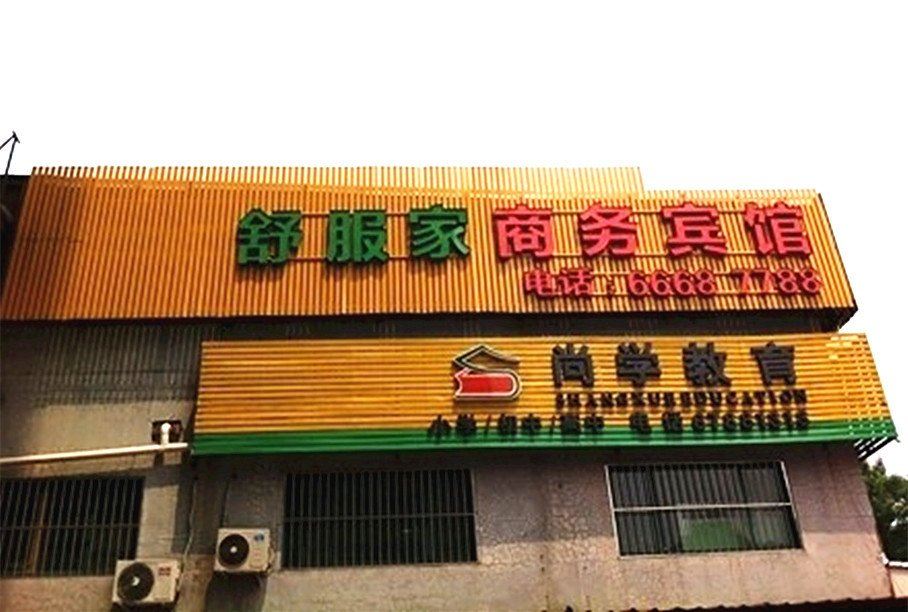 舒服家 商务宾馆
电话：6668 7788
尚学教育
SHANGXUE EDUCATION
小学/初中/高中 电话 67661818